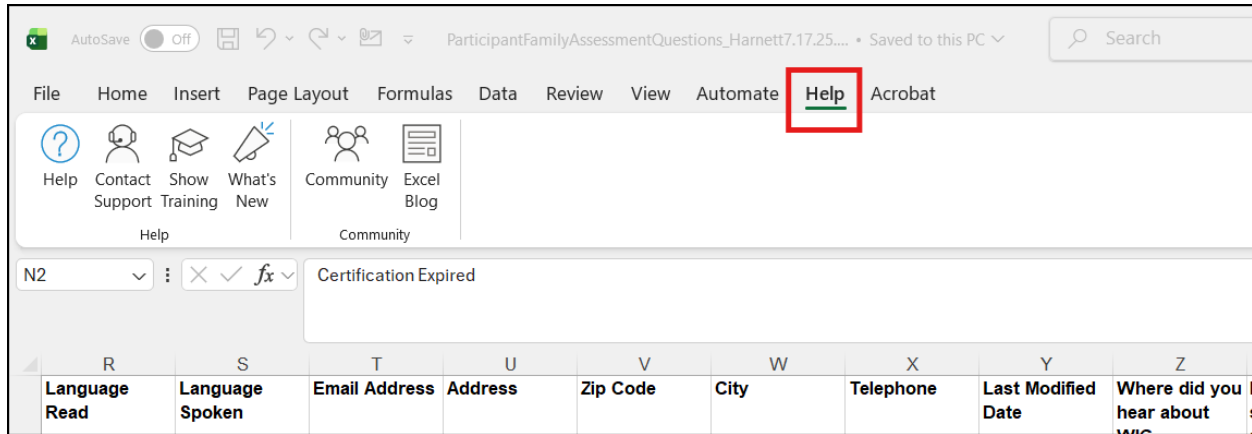 AutoSave Off ParticipantFamilyAssessmentQuestions_Harnett7.17.25.... • Saved to this PC Search
File Home Insert Page Layout Formulas Data Review View Automate Help Acrobat
Help Contact Support Show Training What's New Community Excel Blog
Help Community
N2 fx Certification Expired
R S T U V W X Y Z
Language Read Language Spoken Email Address Address Zip Code City Telephone Last Modified Date Where did you hear about WIC